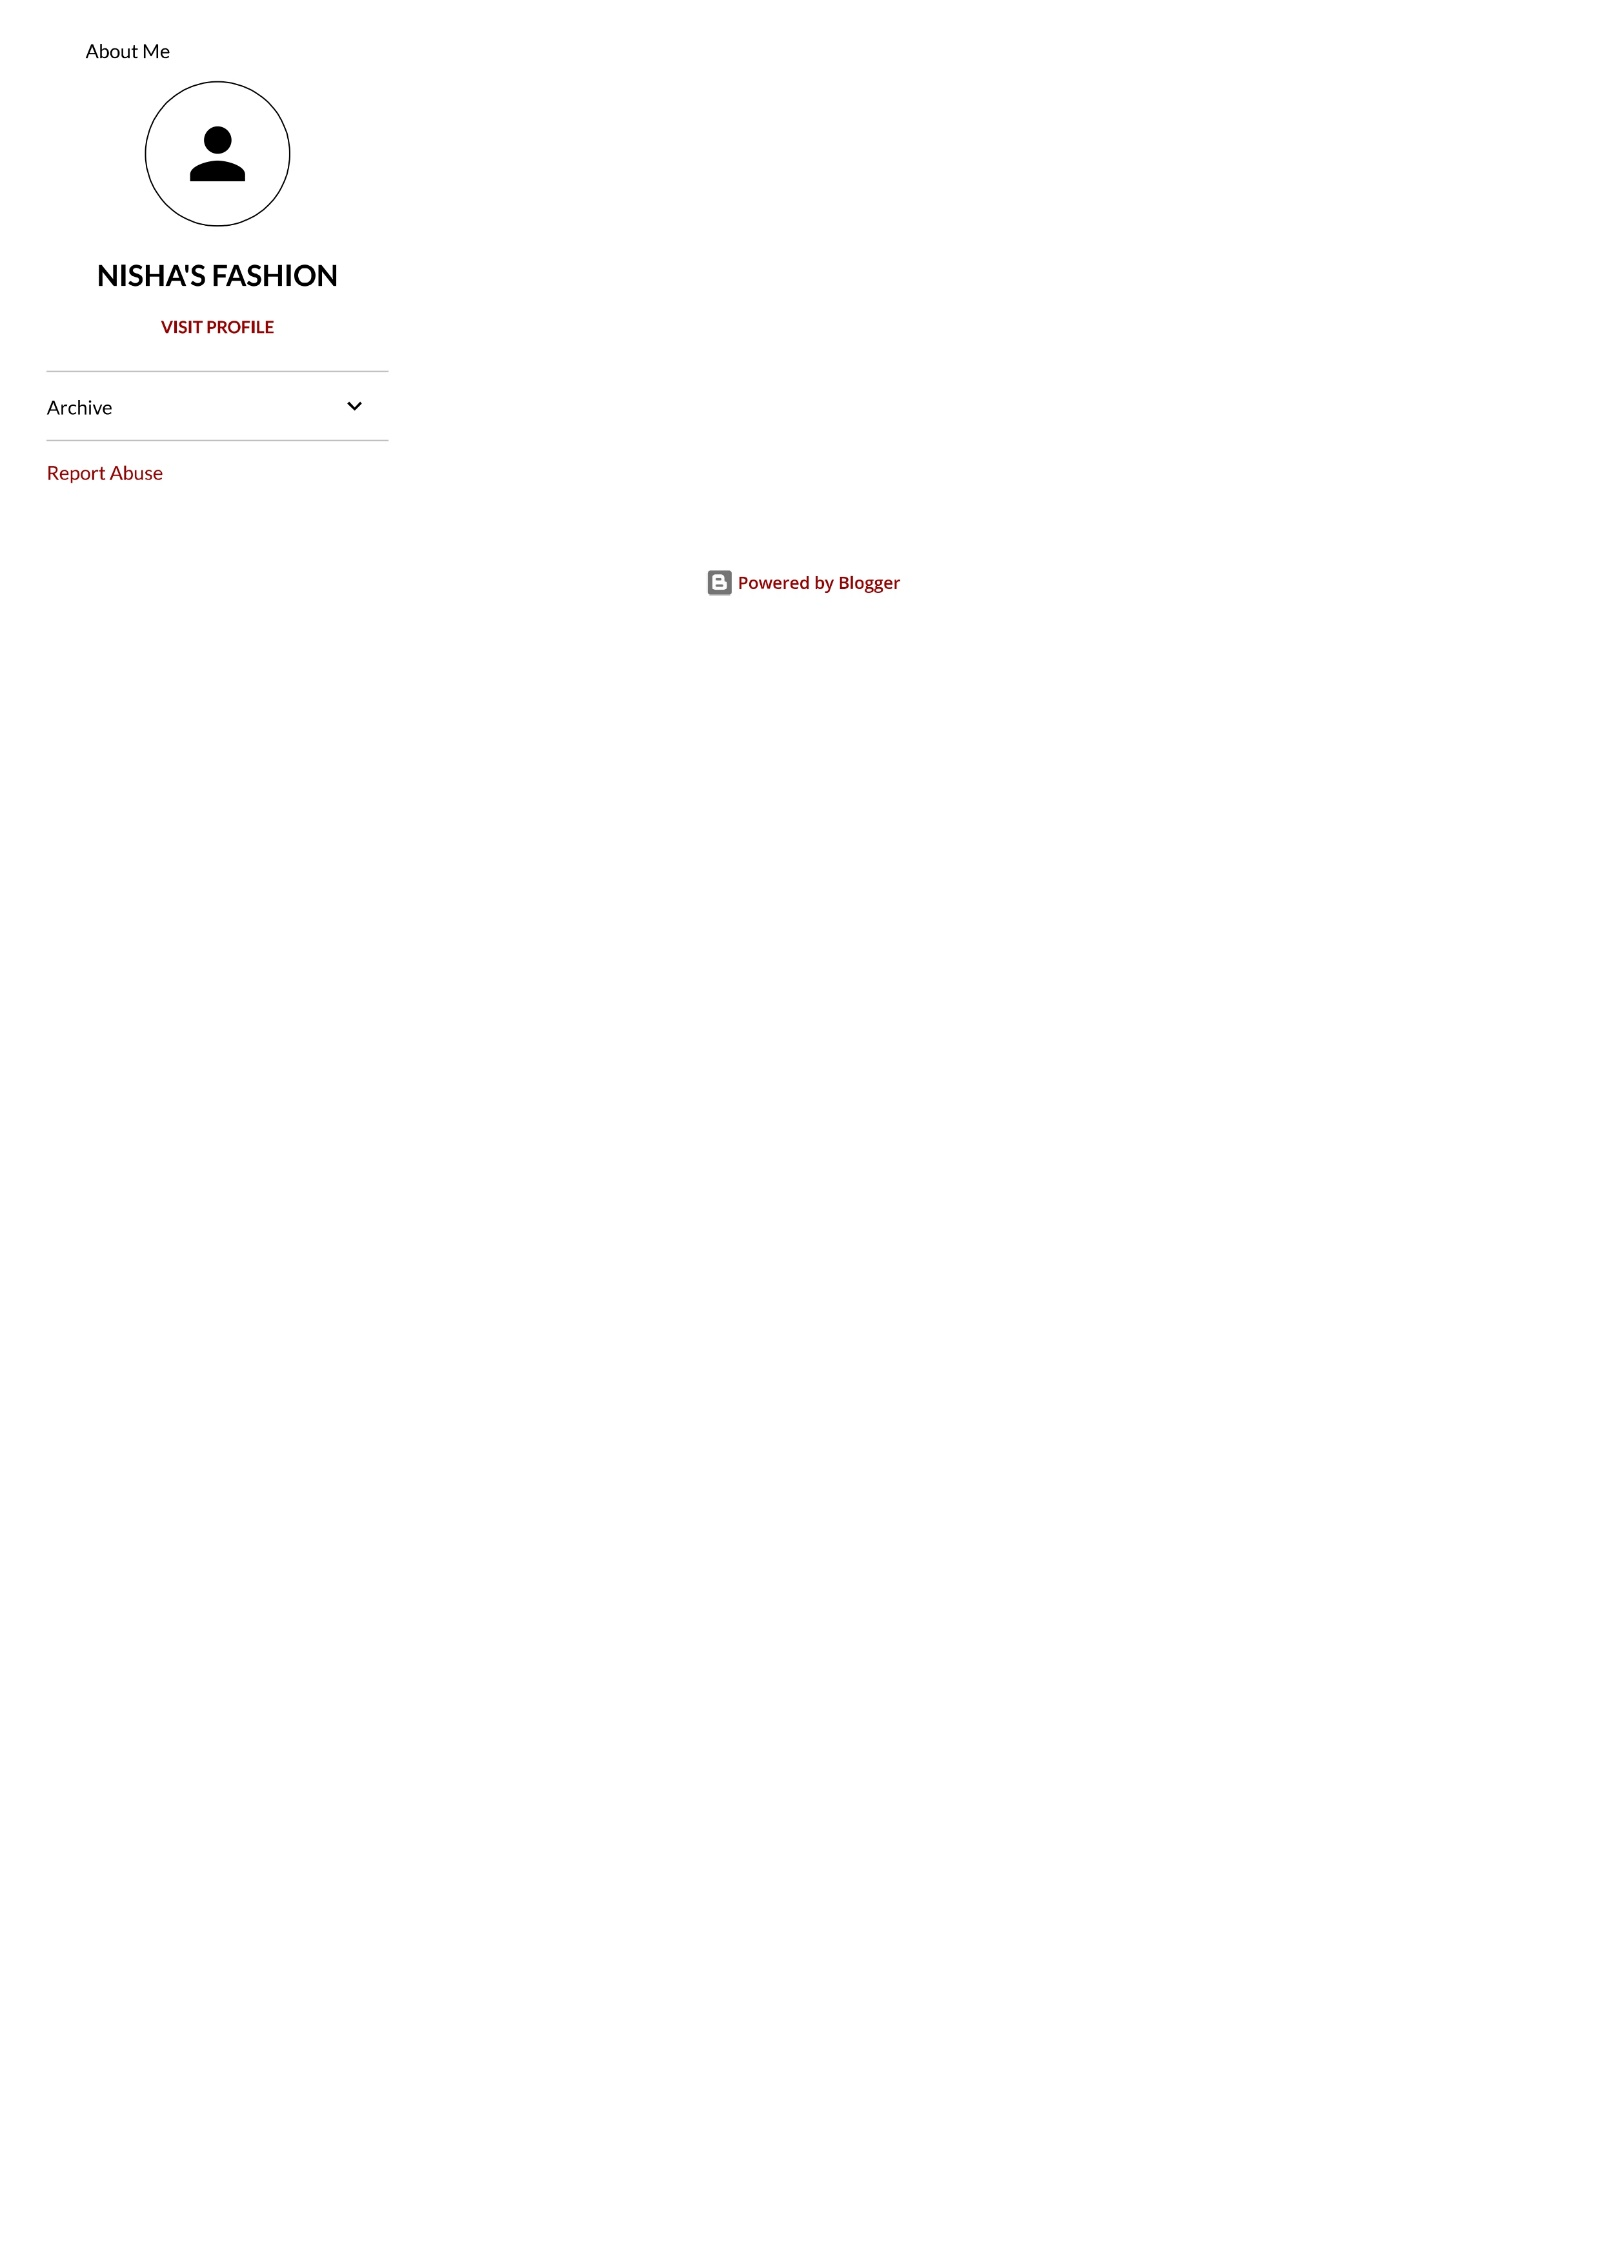 About Me
NISHA'S FASHION
VISIT PROFILE
Archive
Report Abuse
Powered by Blogger